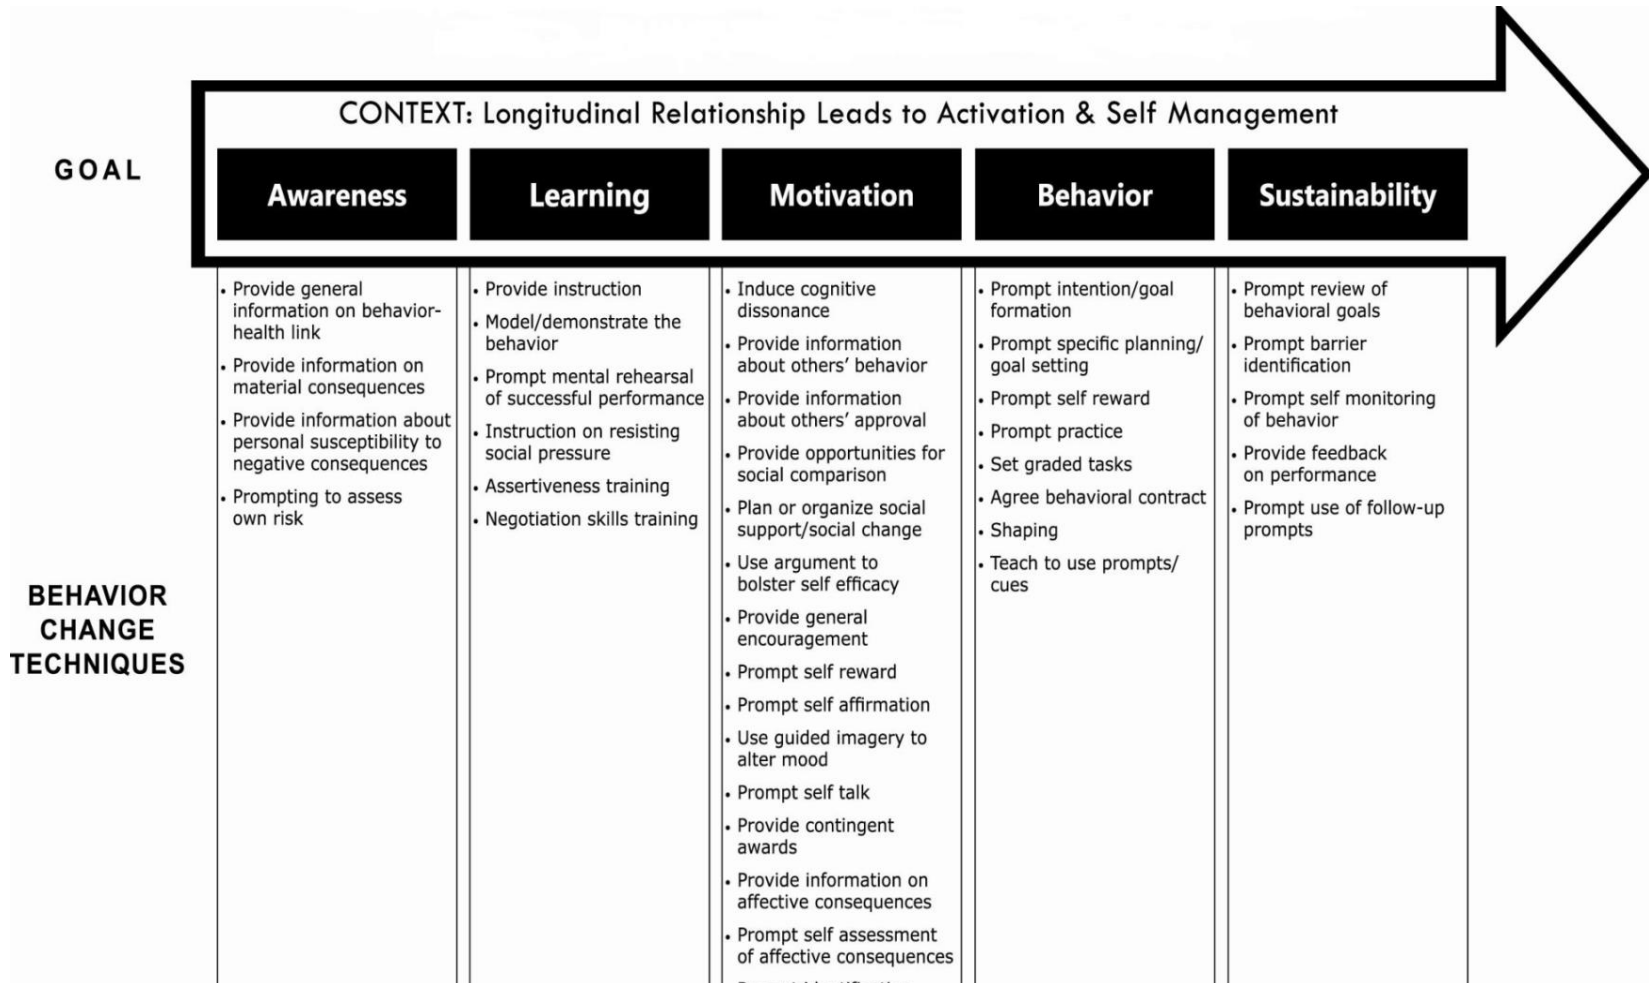 CONTEXT: Longitudinal Relationship Leads to Activation & Self Management
GOAL
Awareness
Learning
Motivation
Behavior
Sustainability
BEHAVIOR
CHANGE
TECHNIQUES
• Provide general
information on behavior-
health link
• Provide information on
material consequences
• Provide information about
personal susceptibility to
negative consequences
• Prompting to assess
own risk
• Provide instruction
• Model/demonstrate the
behavior
• Prompt mental rehearsal
of successful performance
• Instruction on resisting
social pressure
• Assertiveness training
• Negotiation skills training
• Induce cognitive
dissonance
• Provide information
about others’ behavior
• Provide information
about others’ approval
• Provide opportunities for
social comparison
• Plan or organize social
support/social change
• Use argument to
bolster self efficacy
• Provide general
encouragement
• Prompt self reward
• Prompt self affirmation
• Use guided imagery to
alter mood
• Prompt self talk
• Provide contingent
awards
• Provide information on
affective consequences
• Prompt self assessment
of affective consequences
• Prompt intention/goal
formation
• Prompt specific planning/
goal setting
• Prompt self reward
• Prompt practice
• Set graded tasks
• Agree behavioral contract
• Shaping
• Teach to use prompts/
cues
• Prompt review of
behavioral goals
• Prompt barrier
identification
• Prompt self monitoring
of behavior
• Provide feedback
on performance
• Prompt use of follow-up
prompts